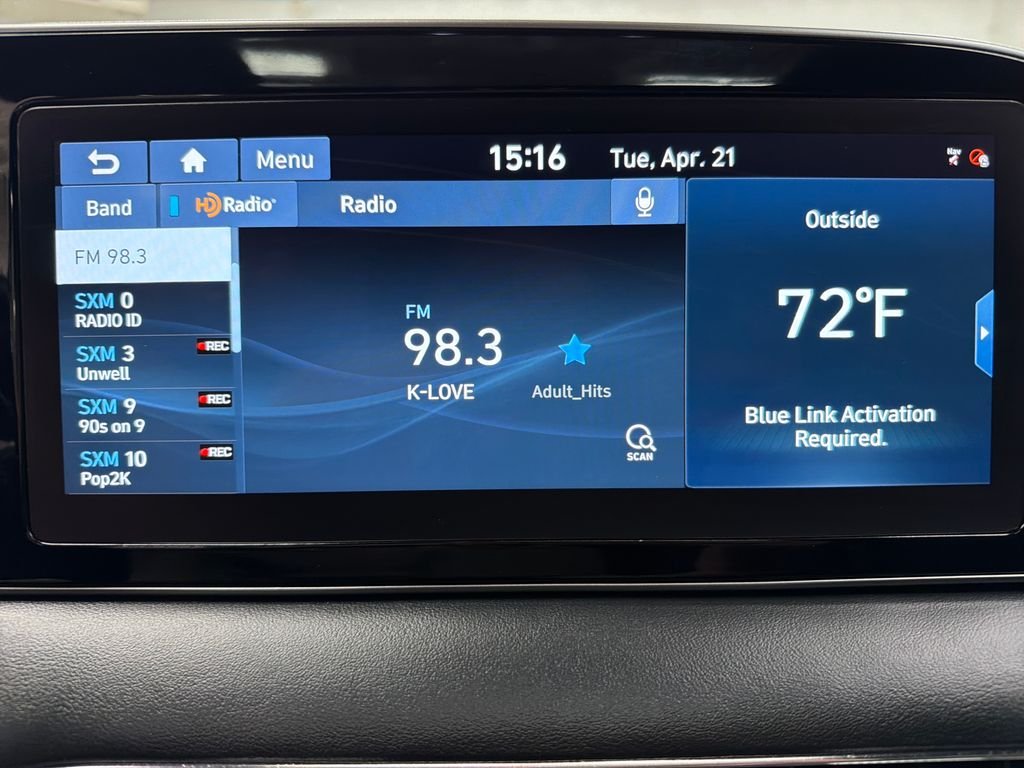 Menu
15:16
Tue, Apr. 21
Nav
Band
HD Radio
Radio
Outside
FM 98.3
SXM 0
RADIO ID
SXM 3
REC
Unwell
SXM 9
REC
90s on 9
SXM 10
REC
Pop2K
FM
98.3
K-LOVE
Adult_Hits
SCAN
72°F
Blue Link Activation
Required.